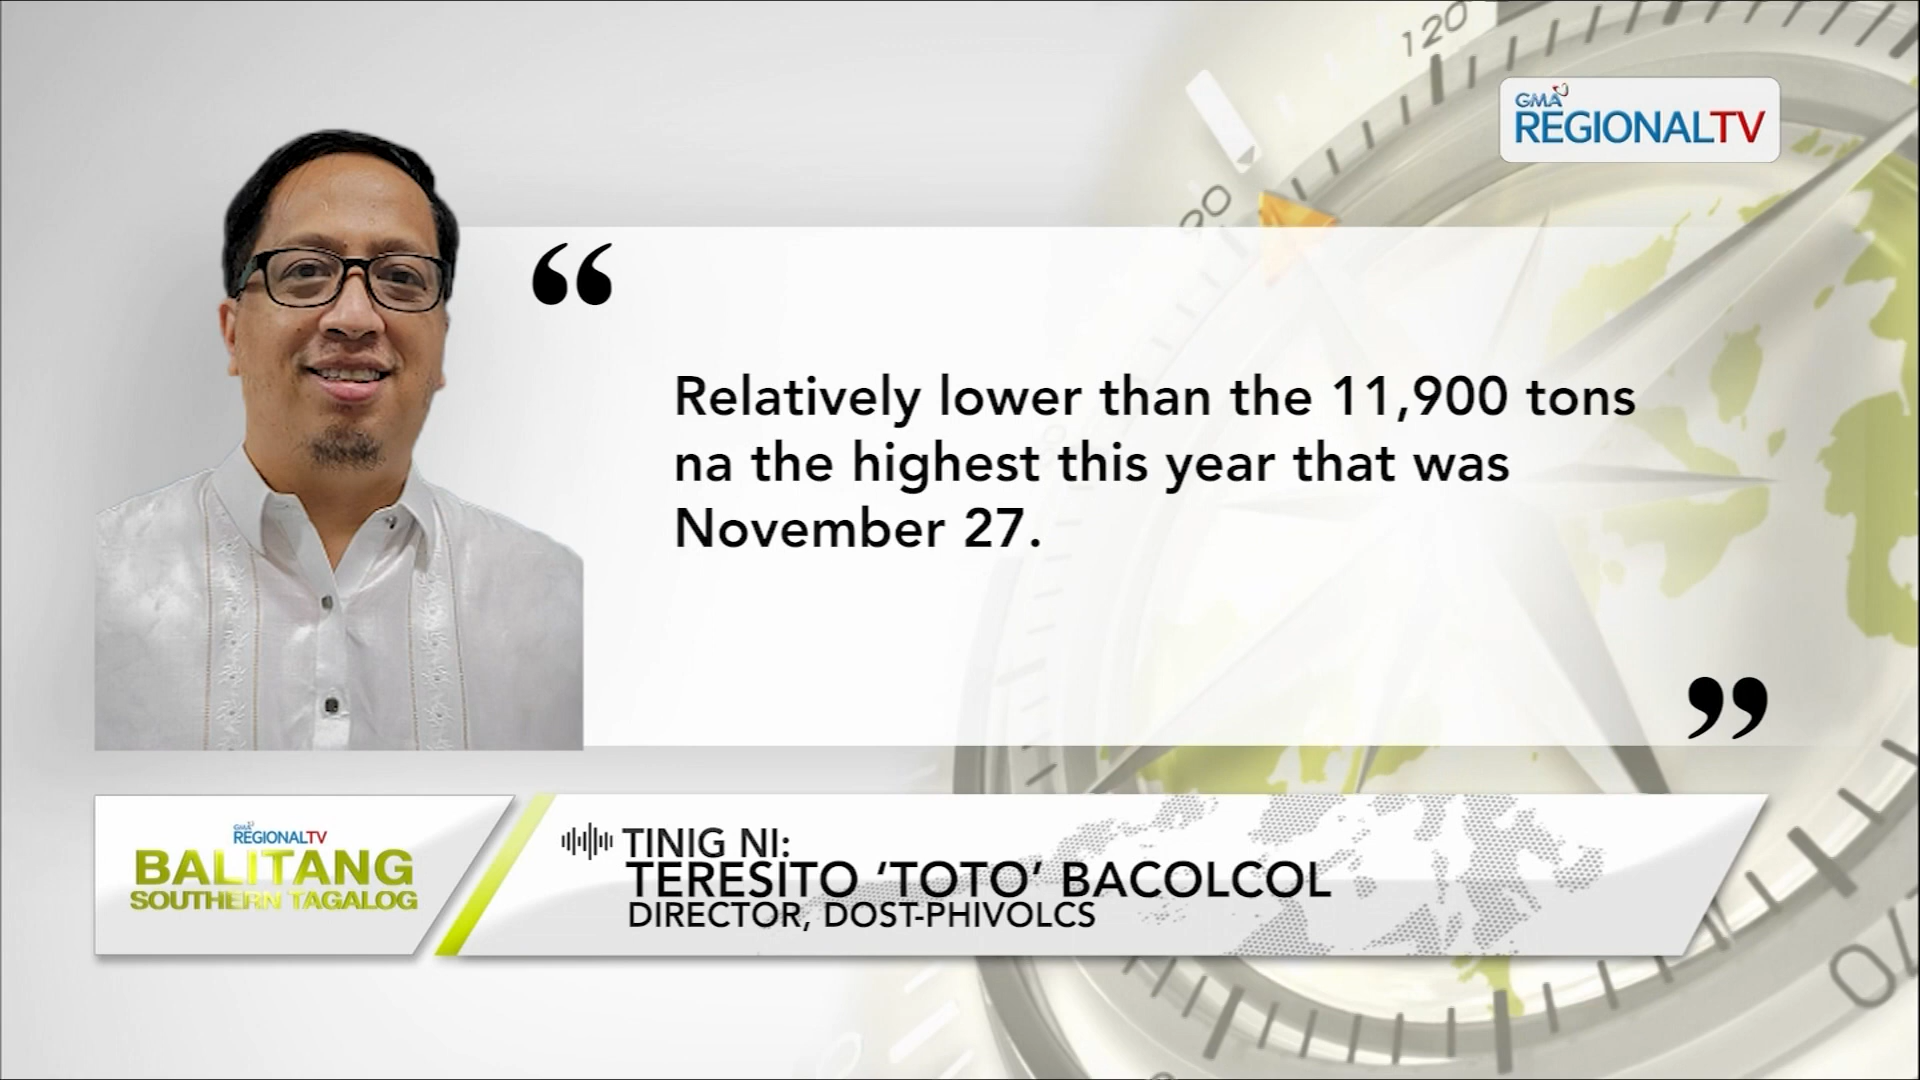 120
GMA
REGIONALTV
90
“
Relatively lower than the 11,900 tons
na the highest this year that was
November 27.
”
GMA
REGIONALTV
BALITANG
SOUTHERN TAGALOG
TINIG NI:
TERESITO ‘TOTO’ BACOLCOL
DIRECTOR, DOST-PHIVOLCS